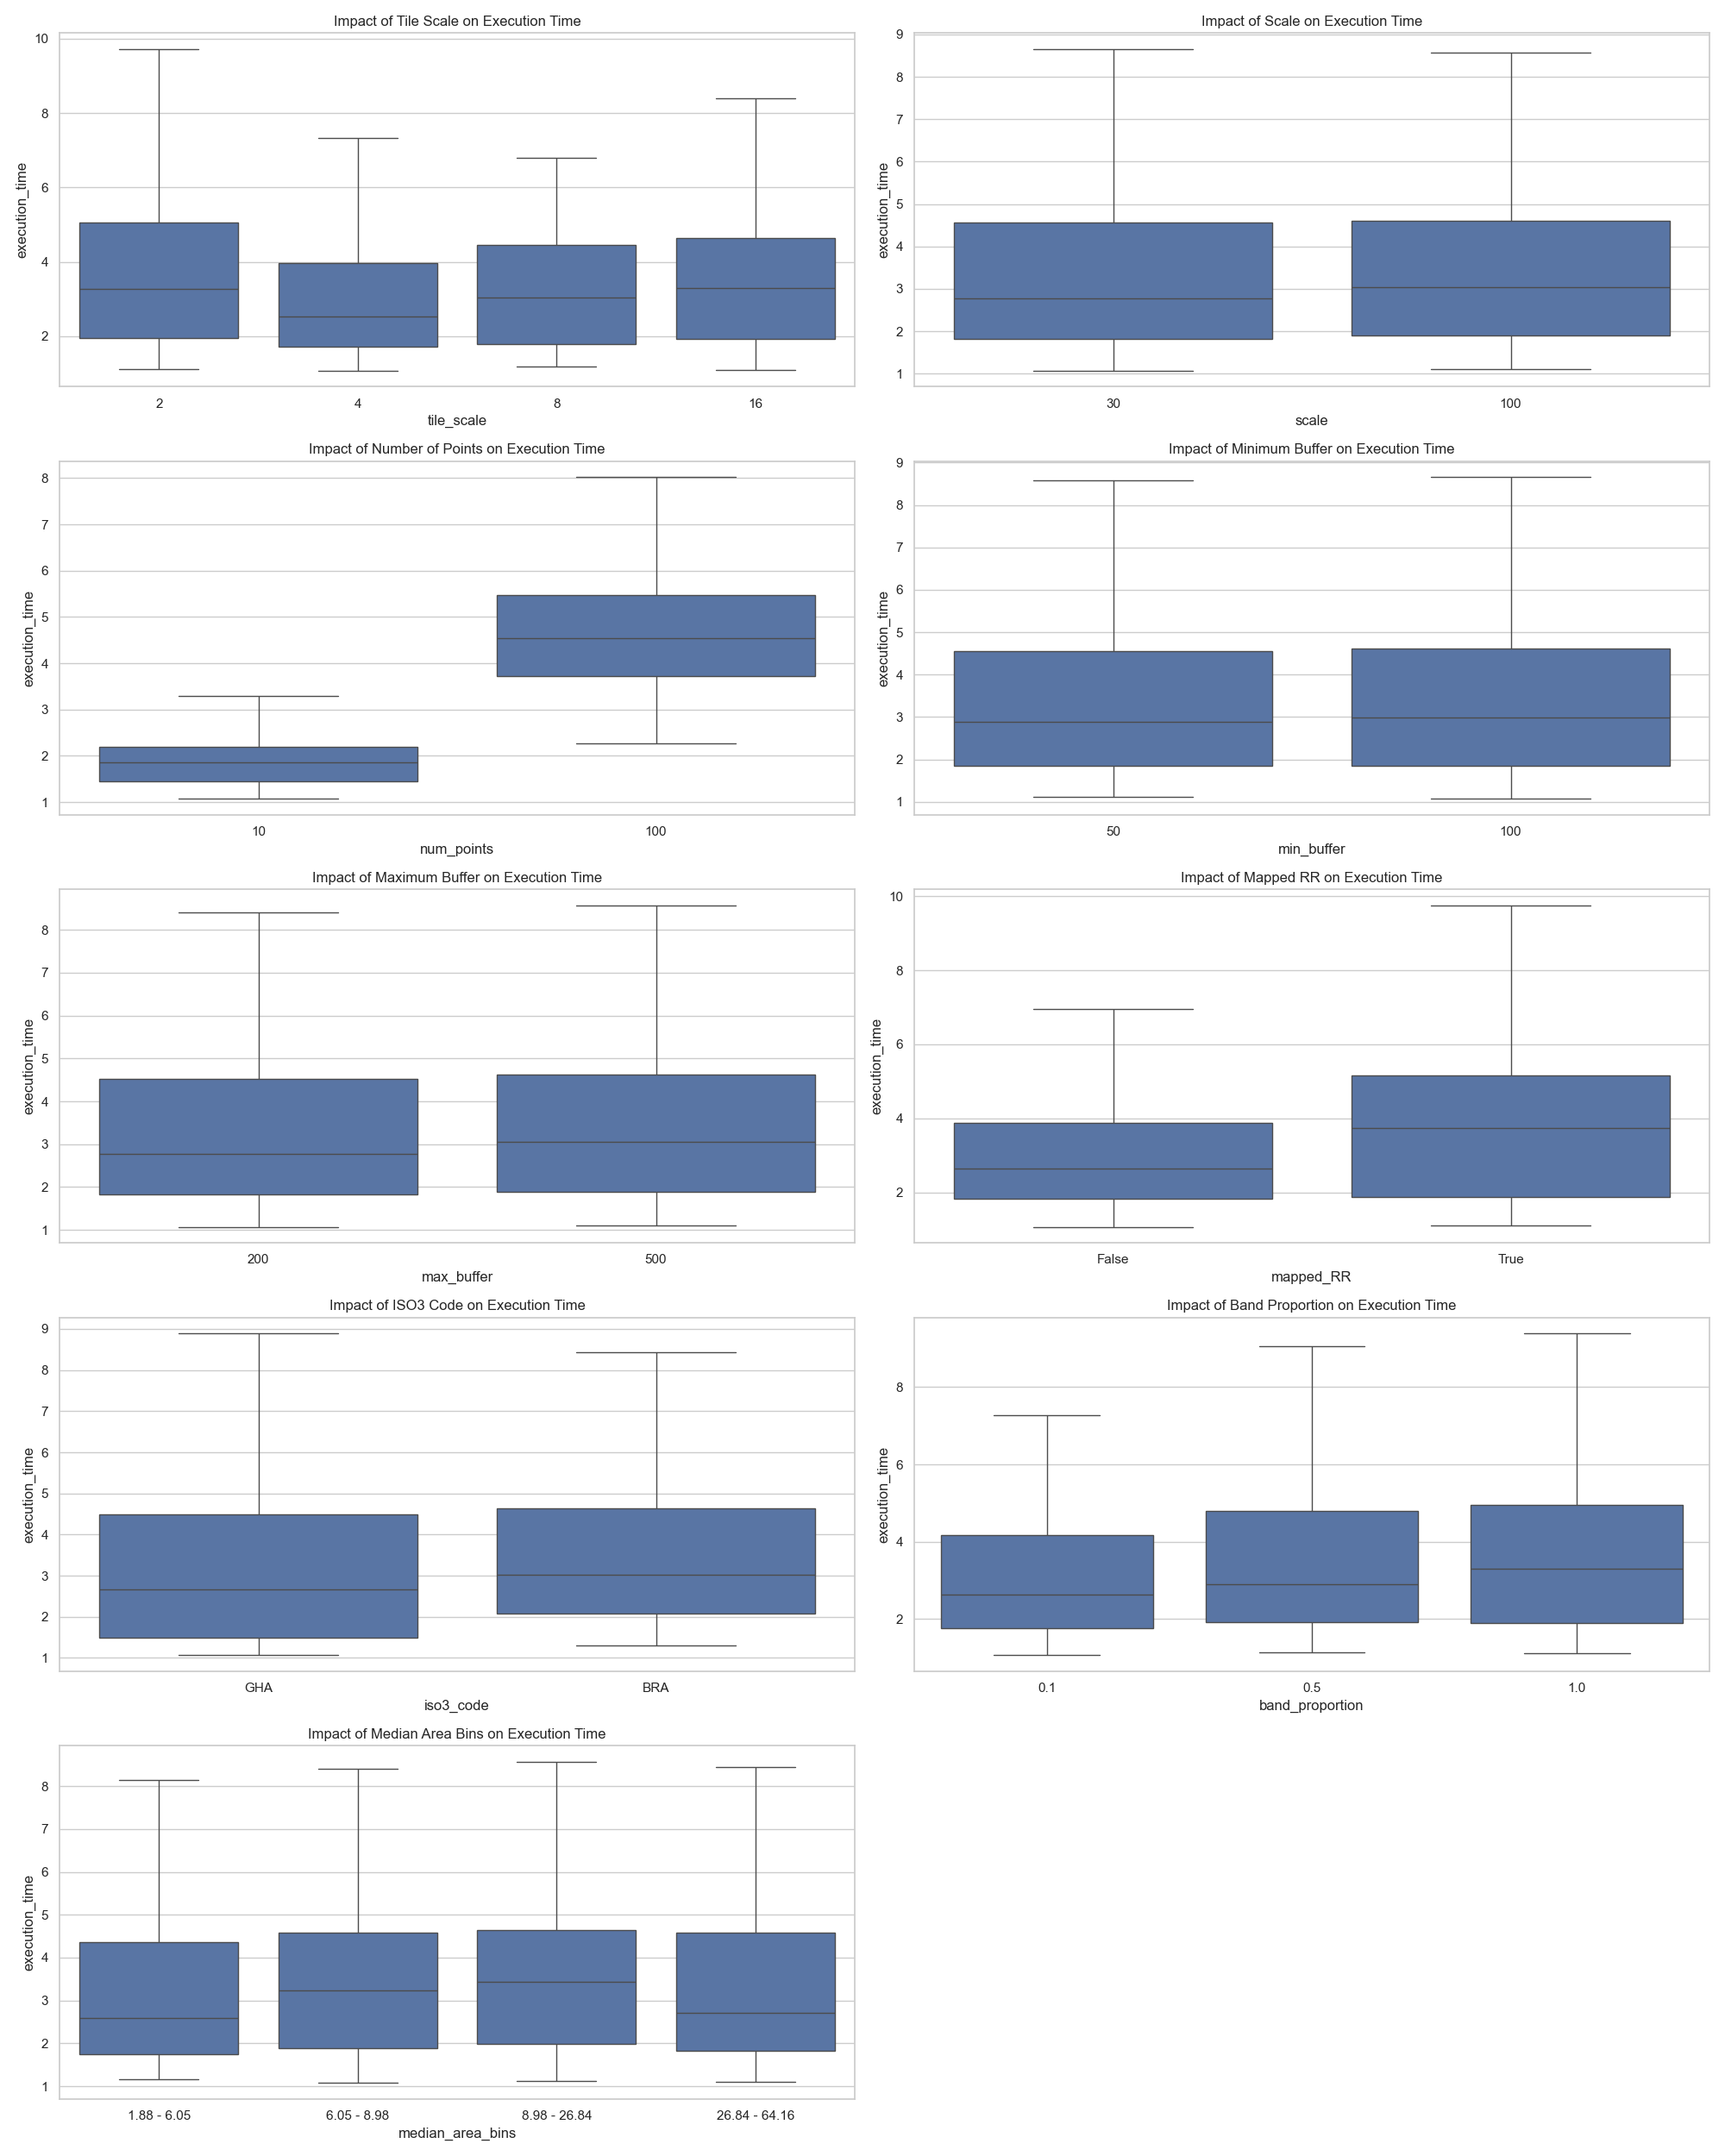 Impact of Tile Scale on Execution Time
10
8
6
4
2
execution_time
2 4 8 16
tile_scale
Impact of Scale on Execution Time
9
8
7
6
5
4
3
2
1
execution_time
30 100
scale
Impact of Number of Points on Execution Time
8
7
6
5
4
3
2
1
execution_time
10 100
num_points
Impact of Minimum Buffer on Execution Time
9
8
7
6
5
4
3
2
1
execution_time
50 100
min_buffer
Impact of Maximum Buffer on Execution Time
8
7
6
5
4
3
2
1
execution_time
200 500
max_buffer
Impact of Mapped RR on Execution Time
10
8
6
4
2
execution_time
False True
mapped_RR
Impact of ISO3 Code on Execution Time
9
8
7
6
5
4
3
2
1
execution_time
GHA BRA
iso3_code
Impact of Band Proportion on Execution Time
8
6
4
2
execution_time
0.1 0.5 1.0
band_proportion
Impact of Median Area Bins on Execution Time
8
7
6
5
4
3
2
1
execution_time
1.88 - 6.05 6.05 - 8.98 8.98 - 26.84 26.84 - 64.16
median_area_bins